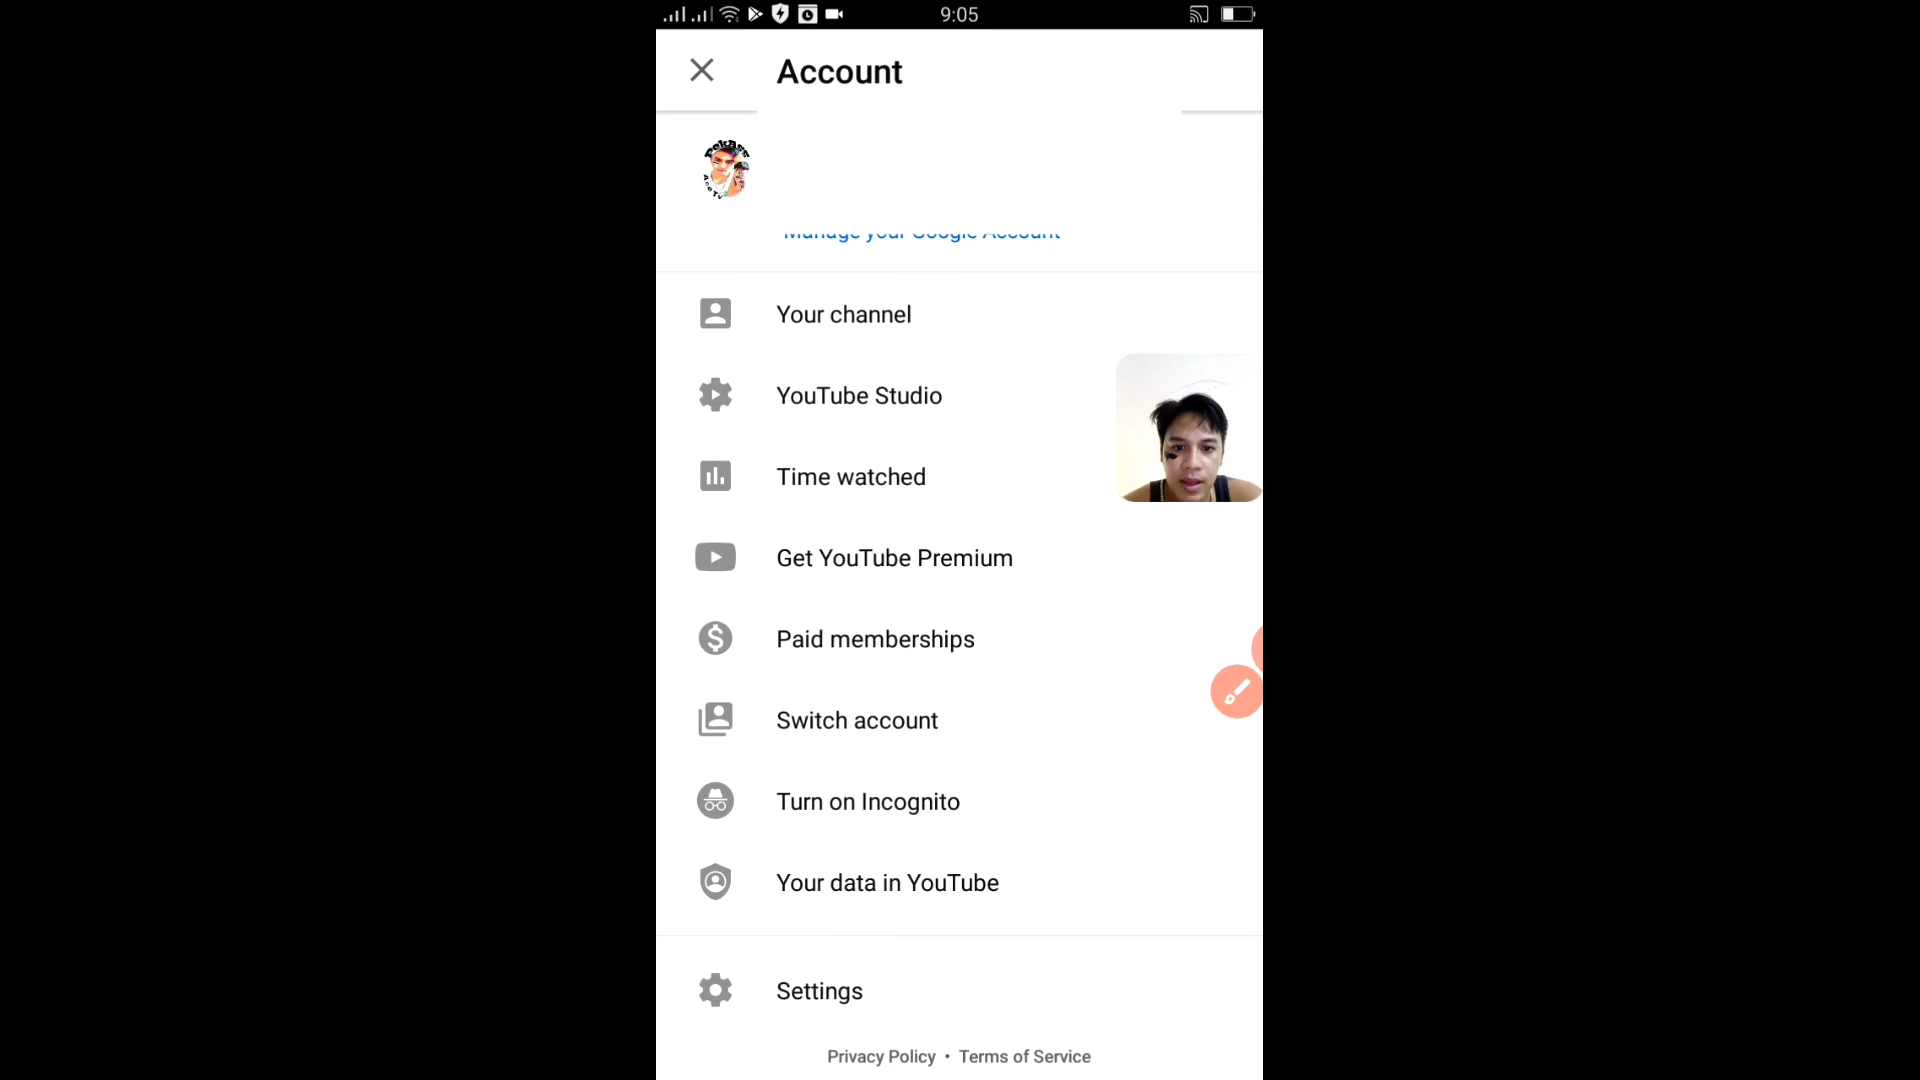 9:05
Account
Manage your Google Account
Your channel
YouTube Studio
Time watched
Get YouTube Premium
Paid memberships
Switch account
Turn on Incognito
Your data in YouTube
Settings
Privacy Policy • Terms of Service